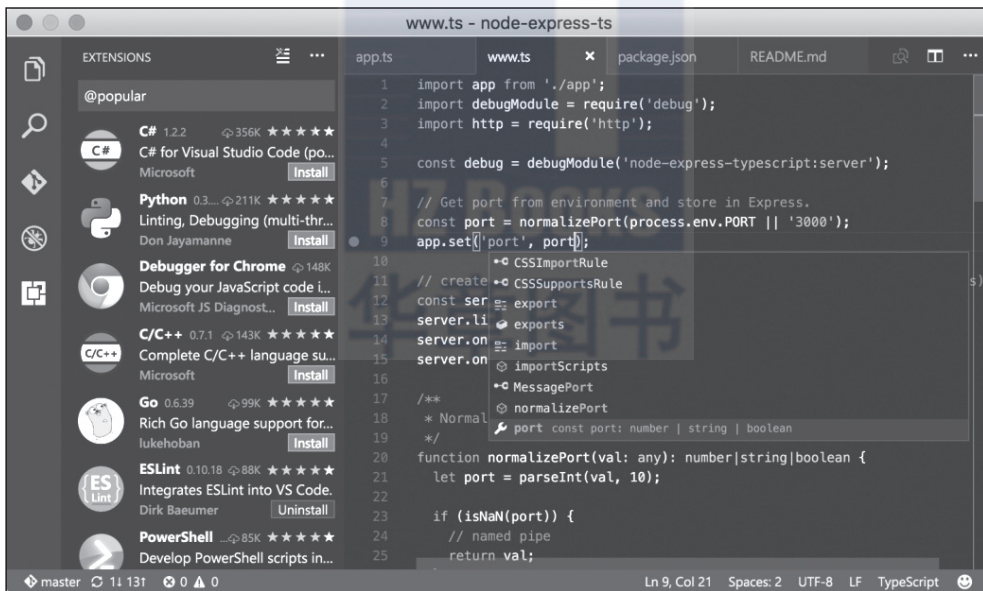 www.ts - node-express-ts
EXTENSIONS
@popular
C# 1.2.2 356K ★★★★★
C# for Visual Studio Code (po...
Microsoft Install
Python 0.3.... 211K ★★★★★
Linting, Debugging (multi-thr...
Don Jayamanne Install
Debugger for Chrome 148K
Debug your JavaScript code i...
Microsoft JS Diagnost... Install
C/C++ 0.7.1 143K ★★★★★
Complete C/C++ language su...
Microsoft Install
Go 0.6.39 99K ★★★★★
Rich Go language support for...
lukehoban Install
ESLint 0.10.18 88K ★★★★★
Integrates ESLint into VS Code.
Dirk Baeumer Uninstall
PowerShell ... 85K ★★★★★
Develop PowerShell scripts in...
C#
C/C++
{ES Lint}
app.ts www.ts × package.json README.md
1 import app from './app';
2 import debugModule = require('debug');
3 import http = require('http');
4
5 const debug = debugModule('node-express-typescript:server');
6
7 // Get port from environment and store in Express.
8 const port = normalizePort(process.env.PORT || '3000');
9 app.set('port', port);
10
11 // create s)
12 const ser
13 server.li
14 server.on
15 server.on
16
17 /**
18 * Normal
19 */
20 function normalizePort(val: any): number|string|boolean {
21 let port = parseInt(val, 10);
22
23 if (isNaN(port)) {
24 // named pipe
25 return val;
CSSImportRule
CSSSupportsRule
export
exports
import
importScripts
MessagePort
normalizePort
port const port: number | string | boolean
HZ Books
华章图书
master 1↓ 13↑ 0 0 Ln 9, Col 21 Spaces: 2 UTF-8 LF TypeScript